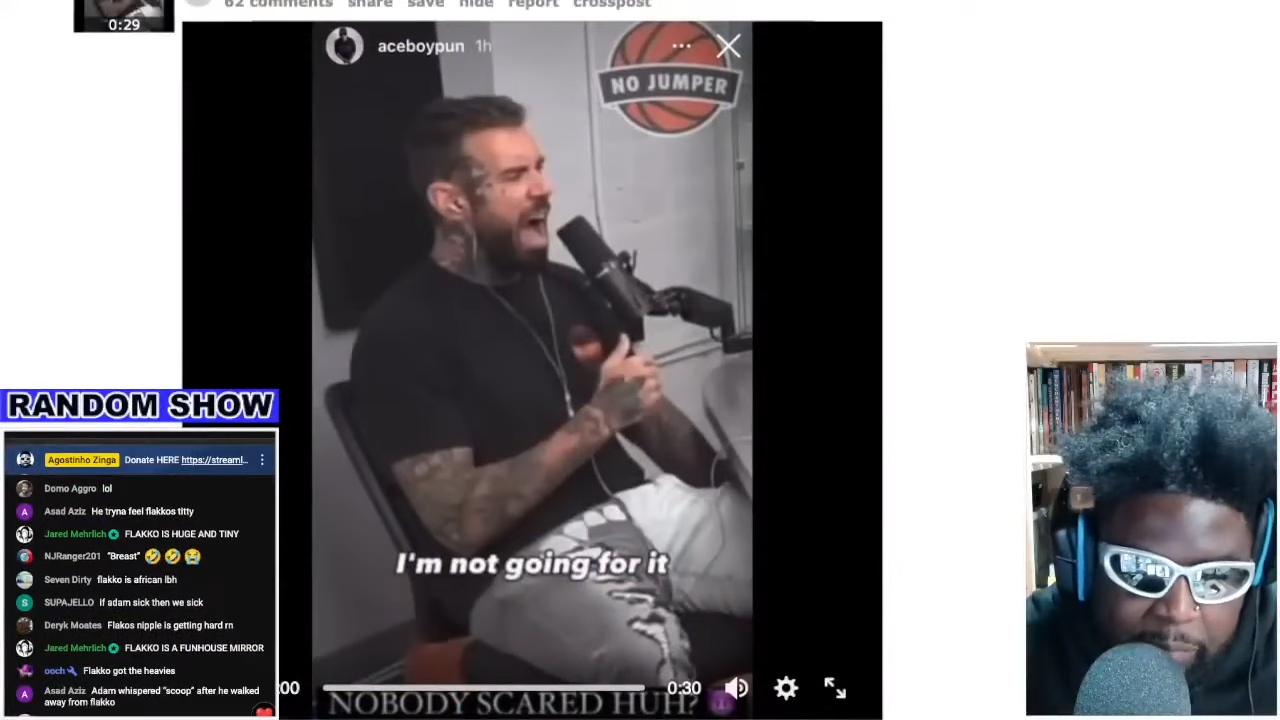 62 comments share save hide report crosspost
0:29
aceboypun 1h
NO JUMPER
RANDOM SHOW
Agostinho Zinga Donate HERE https://streaml...
Domo Aggro lol
Asad Aziz He tryna feel flakkos titty
Jared Mehrlich FLAKKO IS HUGE AND TINY
NJRanger201 "Breast" 🤣🤣😭
Seven Dirty flakko is african lbh
SUPAJELLO If adam sick then we sick
Deryk Moates Flakos nipple is getting hard rn
Jared Mehrlich FLAKKO IS A FUNHOUSE MIRROR
ooch Flakko got the heavies
Asad Aziz Adam whispered "scoop" after he walked
away from flakko
I'm not going for it
:00 0:30
NOBODY SCARED HUH? 😈